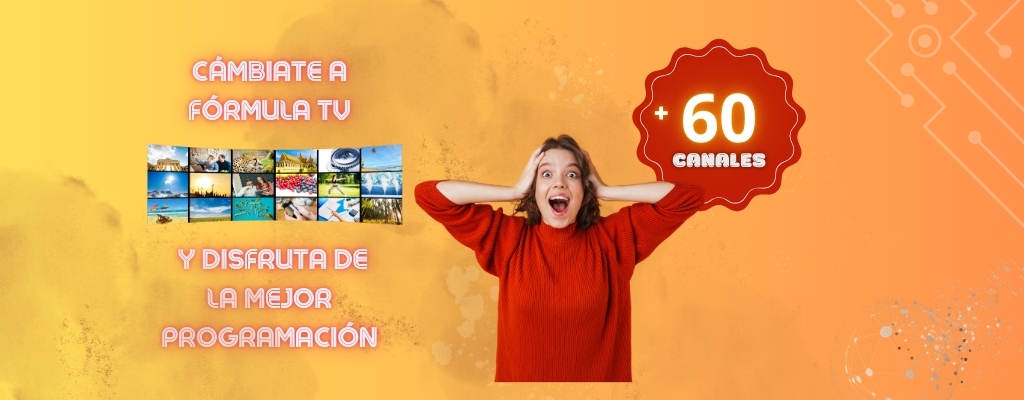 CÁMBIATE A
FÓRMULA TV
Y DISFRUTA DE
LA MEJOR
PROGRAMACIÓN
+ 60
CANALES